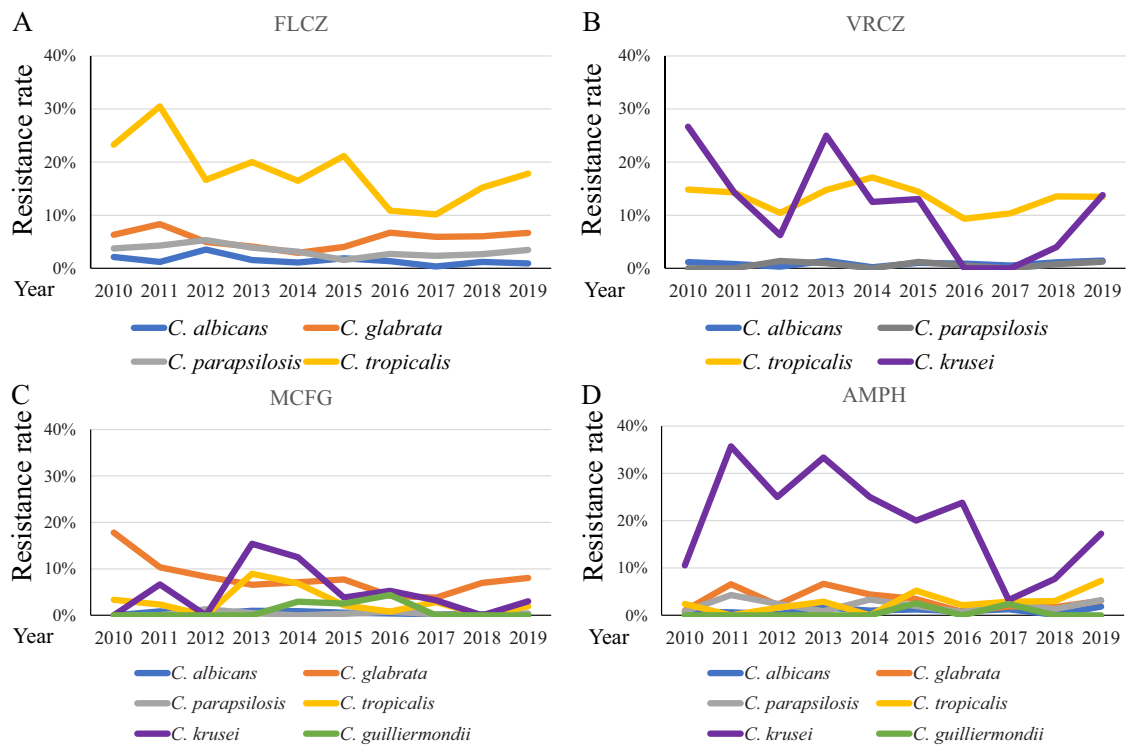 A
FLCZ
Resistance rate
40%
30%
20%
10%
0%
Year
2010 2011 2012 2013 2014 2015 2016 2017 2018 2019
C. albicans C. glabrata
C. parapsilosis C. tropicalis
B
VRCZ
Resistance rate
40%
30%
20%
10%
0%
Year
2010 2011 2012 2013 2014 2015 2016 2017 2018 2019
C. albicans C. parapsilosis
C. tropicalis C. krusei
C
MCFG
Resistance rate
40%
30%
20%
10%
0%
Year
2010 2011 2012 2013 2014 2015 2016 2017 2018 2019
C. albicans C. glabrata
C. parapsilosis C. tropicalis
C. krusei C. guilliermondii
D
AMPH
Resistance rate
40%
30%
20%
10%
0%
Year
2010 2011 2012 2013 2014 2015 2016 2017 2018 2019
C. albicans C. glabrata
C. parapsilosis C. tropicalis
C. krusei C. guilliermondii